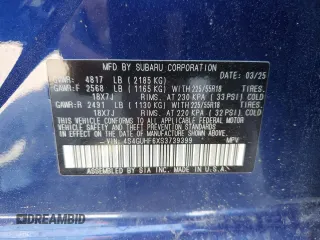 MFD. BY SUBARU CORPORATION DATE 03/25
GVWR: 4817 LB (2185 KG)
GAWR:F 2568 LB (1165 KG) WITH 225/55R18 TIRES.
18X7J RIMS. AT 230 KPA ( 33 PSI) COLD
GAWR:R 2491 LB (1130 KG) WITH 225/55R18 TIRES.
18X7J RIMS. AT 220 KPA ( 32 PSI) COLD
THIS VEHICLE CONFORMS TO ALL APPLICABLE FEDERAL
MOTOR VEHICLE SAFETY AND
STANDARDS IN EFFECT ON THE DATE OF MANUFACTURE SHOWN ABOVE.
VIN: 4S4GUHF6XS3739399 MPV
ASSEMBLED BY SIA INC. MADE IN U.S.A.